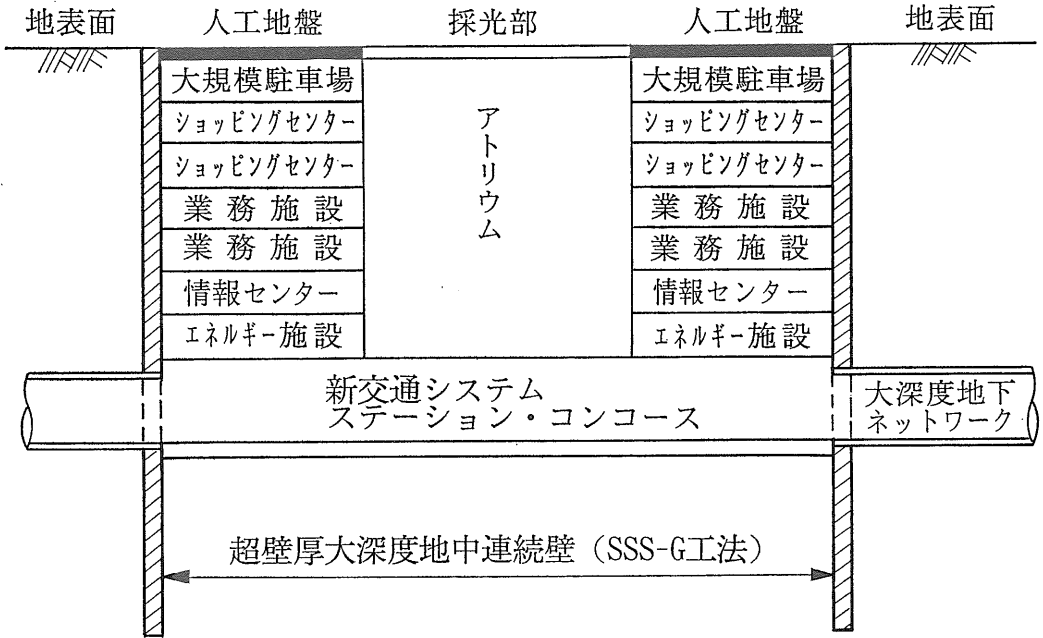 地表面
人工地盤
採光部
人工地盤
地表面
大規模駐車場
ショッピングセンター
ショッピングセンター
業務施設
業務施設
情報センター
エネルギー施設
アトリウム
大規模駐車場
ショッピングセンター
ショッピングセンター
業務施設
業務施設
情報センター
エネルギー施設
新交通システム
ステーション・コンコース
大深度地下
ネットワーク
超壁厚大深度地中連続壁（SSS-G工法）